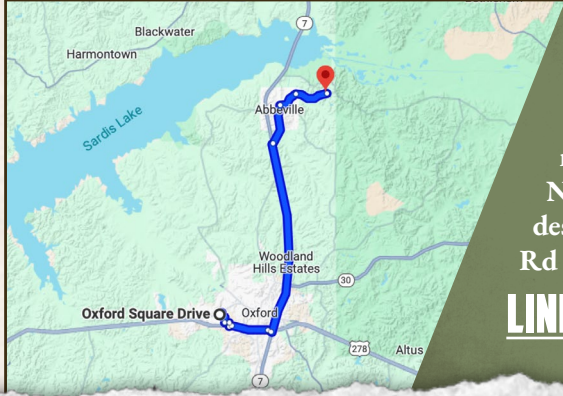 7
Blackwater
Harmontown
Sardis Lake
Abbeville
Woodland
Hills Estates
30
Oxford Square Drive
Oxford
278
Altus
7
des
Rd
LIN